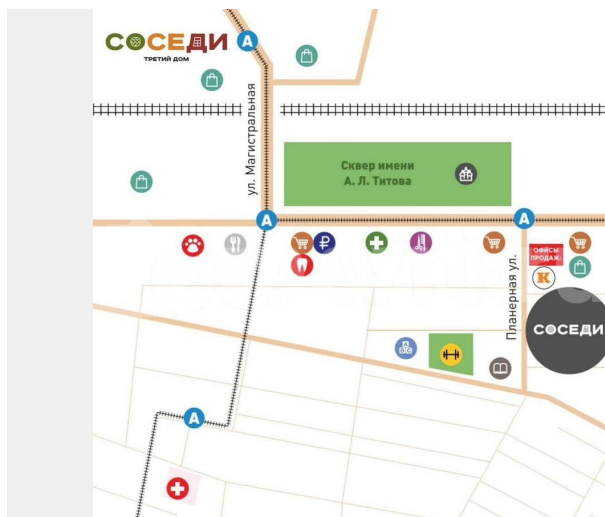 СОСЕДИ
ТРЕТИЙ ДОМ
А
ул. Магистральная
Сквер имени
А. Л. Титова
А
А
₽
ОФИСЫ
ПРОДАЖ:
К
Планерная ул.
СОСЕДИ
А